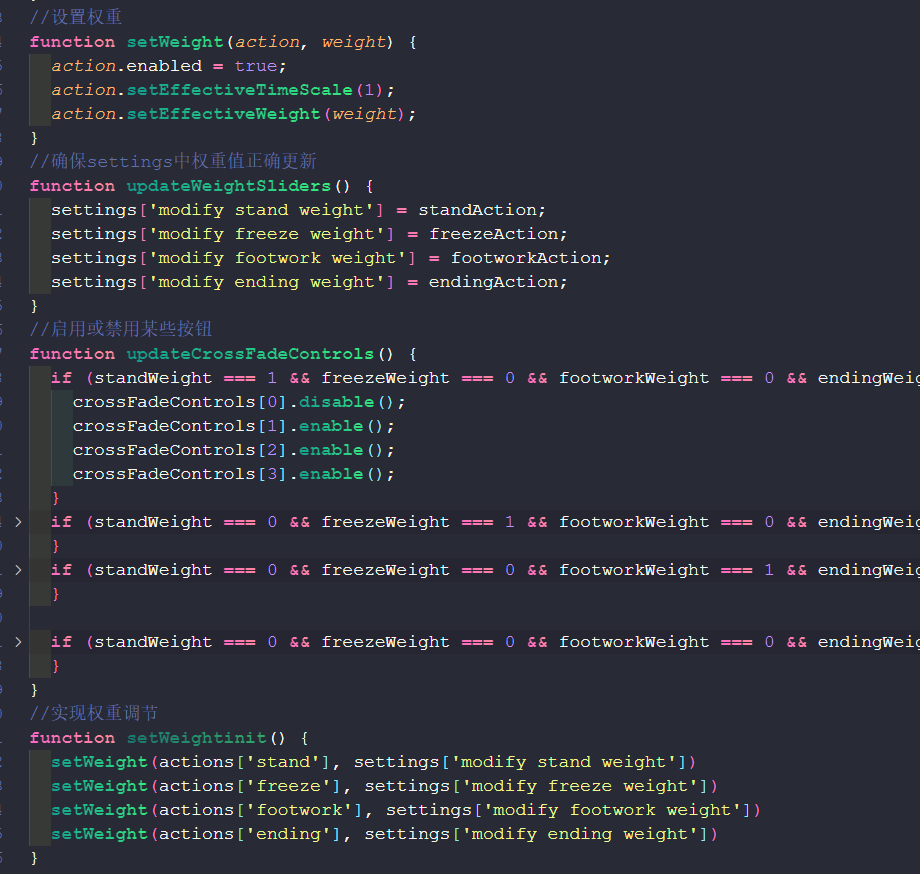 //设置权重
function setWeight(action, weight) {
action.enabled = true;
action.setEffectiveTimeScale(1);
action.setEffectiveWeight(weight);
}
//确保settings中权重值正确更新
function updateWeightSliders() {
settings['modify stand weight'] = standAction;
settings['modify freeze weight'] = freezeAction;
settings['modify footwork weight'] = footworkAction;
settings['modify ending weight'] = endingAction;
}
//启用或禁用某些按钮
function updateCrossFadeControls() {
if (standWeight === 1 && freezeWeight === 0 && footworkWeight === 0 && endingWeig
crossFadeControls[0].disable();
crossFadeControls[1].enable();
crossFadeControls[2].enable();
crossFadeControls[3].enable();
}
if (standWeight === 0 && freezeWeight === 1 && footworkWeight === 0 && endingWeig
}
if (standWeight === 0 && freezeWeight === 0 && footworkWeight === 1 && endingWeig
}
if (standWeight === 0 && freezeWeight === 0 && footworkWeight === 0 && endingWeig
}
}
//实现权重调节
function setWeightinit() {
setWeight(actions['stand'], settings['modify stand weight'])
setWeight(actions['freeze'], settings['modify freeze weight'])
setWeight(actions['footwork'], settings['modify footwork weight'])
setWeight(actions['ending'], settings['modify ending weight'])
}